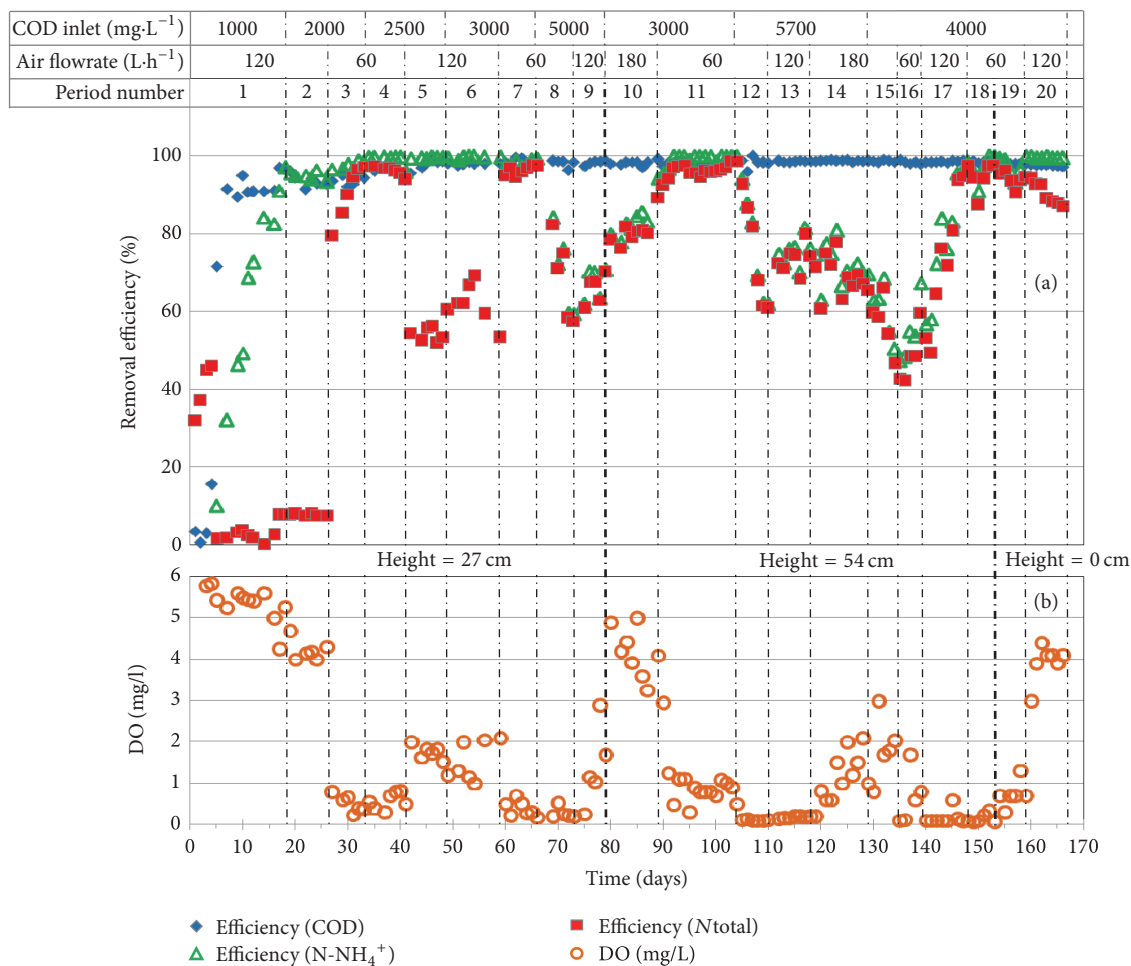 COD inlet (mg·L⁻¹) 1000 2000 2500 3000 5000 3000 5700 4000
Air flowrate (L·h⁻¹) 120 60 120 60 120 180 60 120 180 60 120 60 120
Period number 1 2 3 4 5 6 7 8 9 10 11 12 13 14 15 16 17 18 19 20
100
80
60
40
20
0
Removal efficiency (%)
(a)
Height = 27 cm Height = 54 cm Height = 0 cm
6
5
4
3
2
1
0
DO (mg/l)
(b)
0 10 20 30 40 50 60 70 80 90 100 110 120 130 140 150 160 170
Time (days)
Efficiency (COD) Efficiency (Ntotal)
Efficiency (N-NH₄⁺) DO (mg/L)